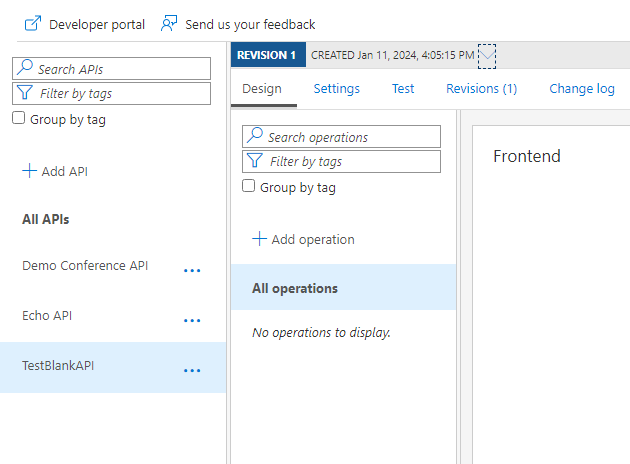 Developer portal Send us your feedback
REVISION 1 CREATED Jan 11, 2024, 4:05:15 PM
Search APIs
Filter by tags
Group by tag
Add API
All APIs
Demo Conference API ...
Echo API ...
TestBlankAPI ...
Design Settings Test Revisions (1) Change log
Search operations
Filter by tags
Group by tag
Add operation
All operations
No operations to display.
Frontend